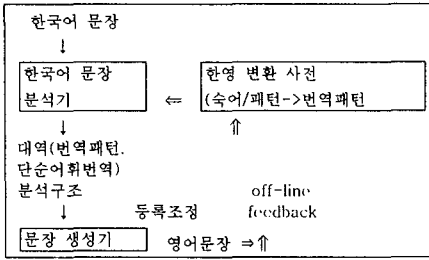 한국어 문장
↓
한국어 문장 한영 변환 사전
분석기 ⇐ (숙어/패턴->번역패턴
↓ ⇑
대역(번역패턴.
단순어휘번역)
분석구조 off-line
↓ 등록조정 feedback
문장 생성기 영어문장 ⇒⇑